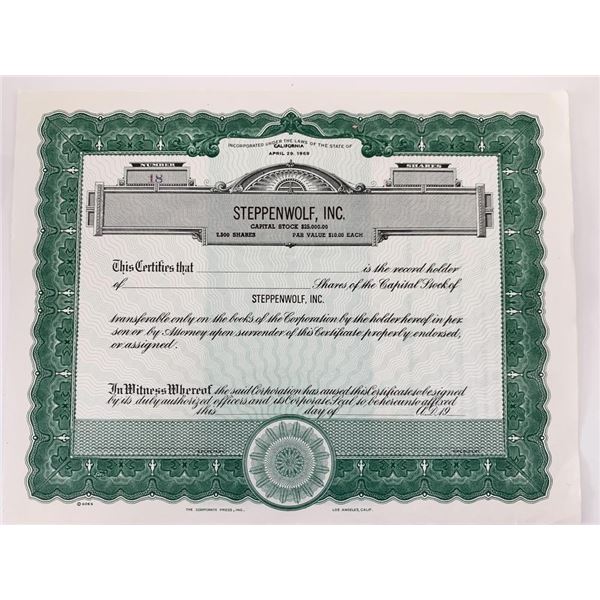 INCORPORATED UNDER THE LAWS OF THE STATE OF
CALIFORNIA
APRIL 29, 1968
NUMBER
SHARES
18
STEPPENWOLF, INC.
CAPITAL STOCK $25,000.00
2,500 SHARES PAR VALUE $10.00 EACH
This Certifies that is the record holder
of Shares of the Capital Stock of
STEPPENWOLF, INC.
transferable only on the books of the Corporation by the holder hereof in per
son or by Attorney upon surrender of this Certificate properly endorsed,
or assigned.
In Witness Whereof the said Corporation has caused this Certificate to be signed
by its duly authorized officers and its Corporate Seal to be hereunto affixed
this day of A.D. 19
© GOES
THE CORPORATE PRESS, INC. LOS ANGELES, CALIF.